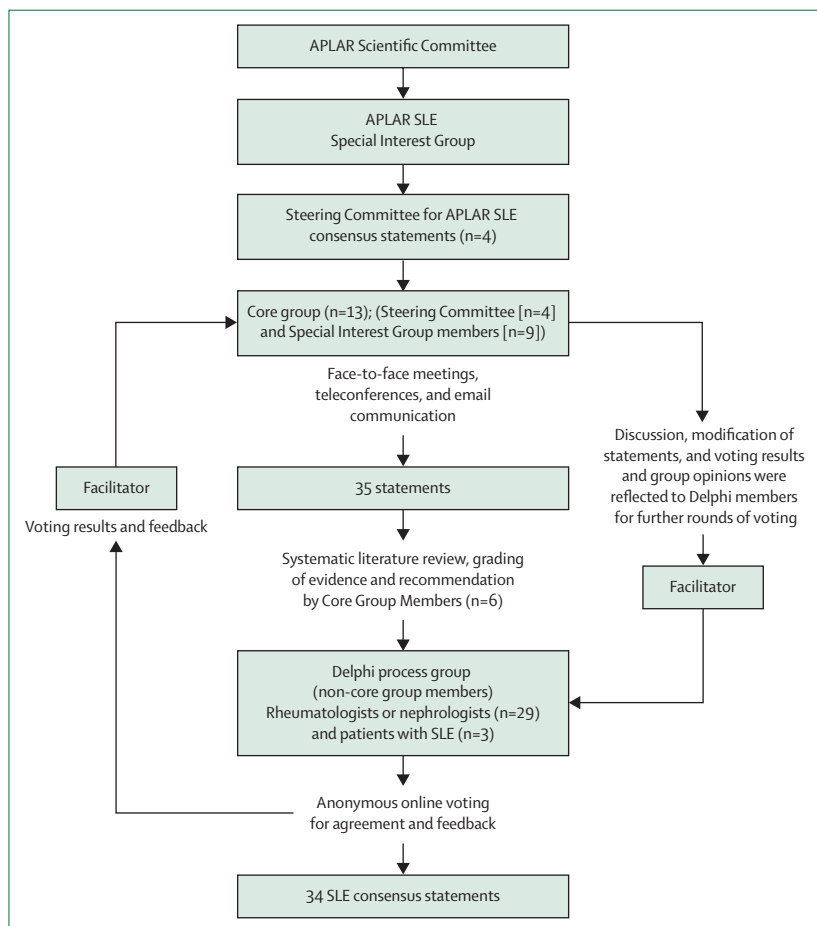 APLAR Scientific Committee
APLAR SLE
Special Interest Group
Steering Committee for APLAR SLE
consensus statements (n=4)
Core group (n=13); (Steering Committee [n=4]
and Special Interest Group members [n=9])
Face-to-face meetings,
teleconferences, and email
communication
Discussion, modification of
statements, and voting results
and group opinions were
reflected to Delphi members
for further rounds of voting
Facilitator
Voting results and feedback
35 statements
Systematic literature review, grading
of evidence and recommendation
by Core Group Members (n=6)
Facilitator
Delphi process group
(non-core group members)
Rheumatologists or nephrologists (n=29)
and patients with SLE (n=3)
Anonymous online voting
for agreement and feedback
34 SLE consensus statements